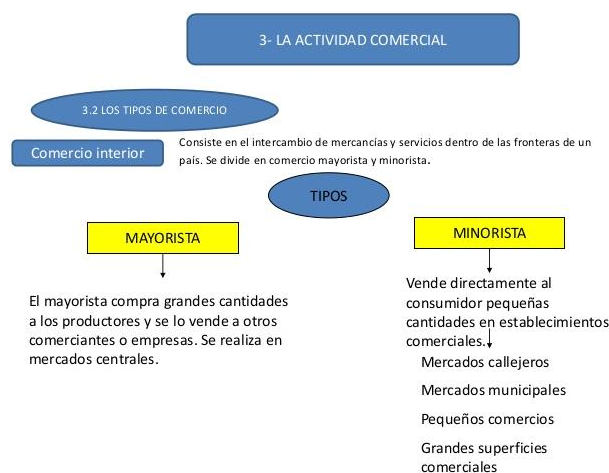 3- LA ACTIVIDAD COMERCIAL
3.2 LOS TIPOS DE COMERCIO
Comercio interior
Consiste en el intercambio de mercancías y servicios dentro de las fronteras de un
país. Se divide en comercio mayorista y minorista.
TIPOS
MAYORISTA
El mayorista compra grandes cantidades
a los productores y se lo vende a otros
comerciantes o empresas. Se realiza en
mercados centrales.
MINORISTA
Vende directamente al
consumidor pequeñas
cantidades en establecimientos
comerciales.
Mercados callejeros
Mercados municipales
Pequeños comercios
Grandes superficies
comerciales